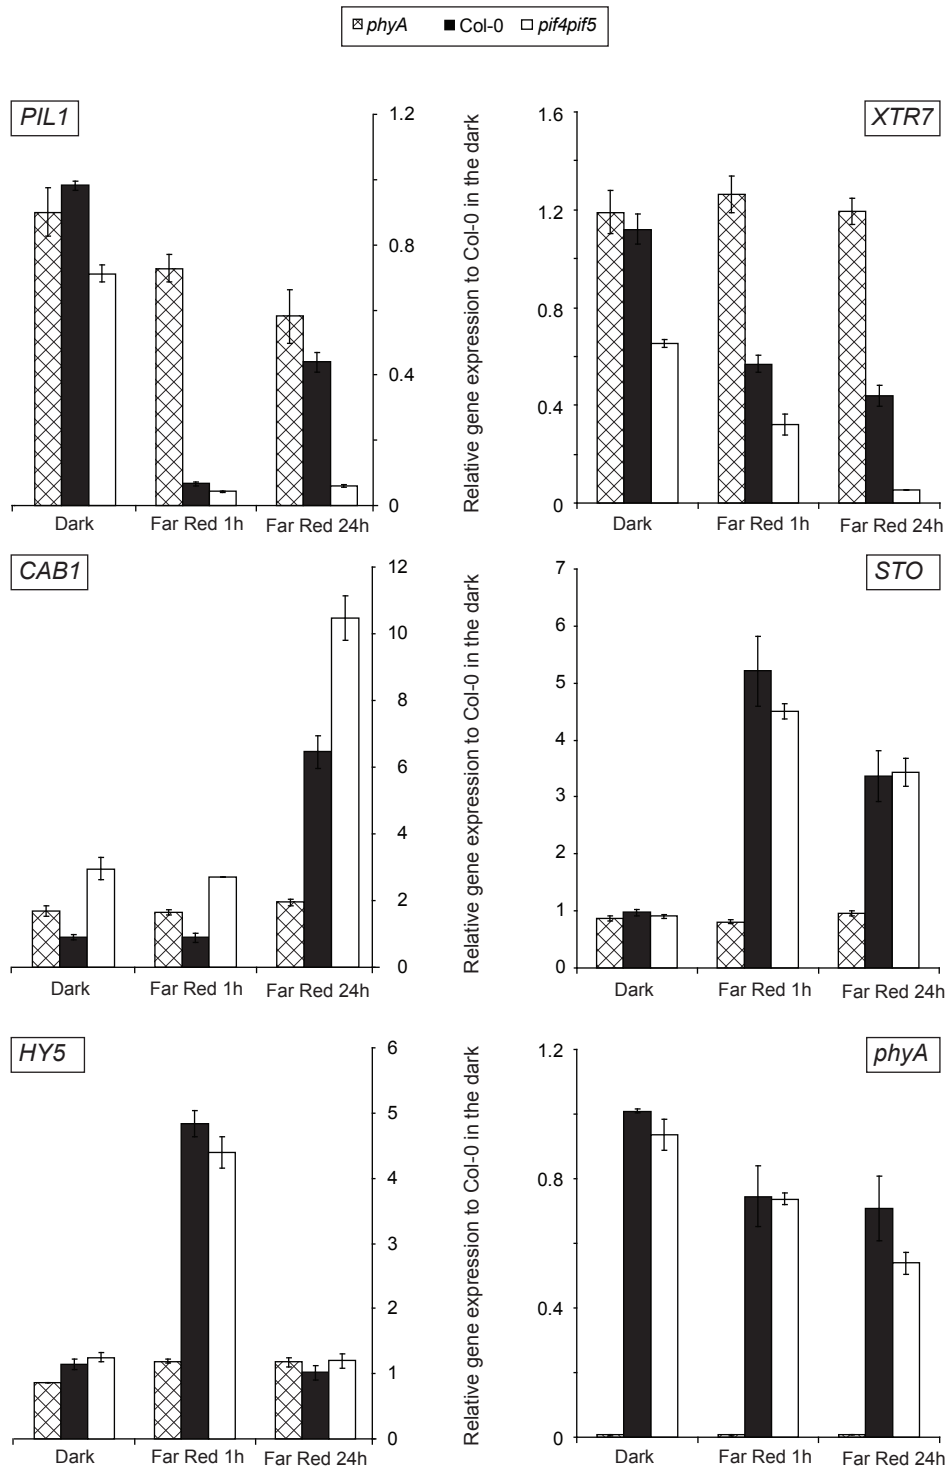 phyA Col-0 pif4pif5
PIL1
1.2
0.8
0.4
0
Dark Far Red 1h Far Red 24h
Relative gene expression to Col-0 in the dark
XTR7
1.6
1.2
0.8
0.4
0
Dark Far Red 1h Far Red 24h
CAB1
12
10
8
6
4
2
0
Dark Far Red 1h Far Red 24h
Relative gene expression to Col-0 in the dark
STO
7
6
5
4
3
2
1
0
Dark Far Red 1h Far Red 24h
HY5
6
5
4
3
2
1
0
Dark Far Red 1h Far Red 24h
Relative gene expression to Col-0 in the dark
phyA
1.2
0.8
0.4
0
Dark Far Red 1h Far Red 24h